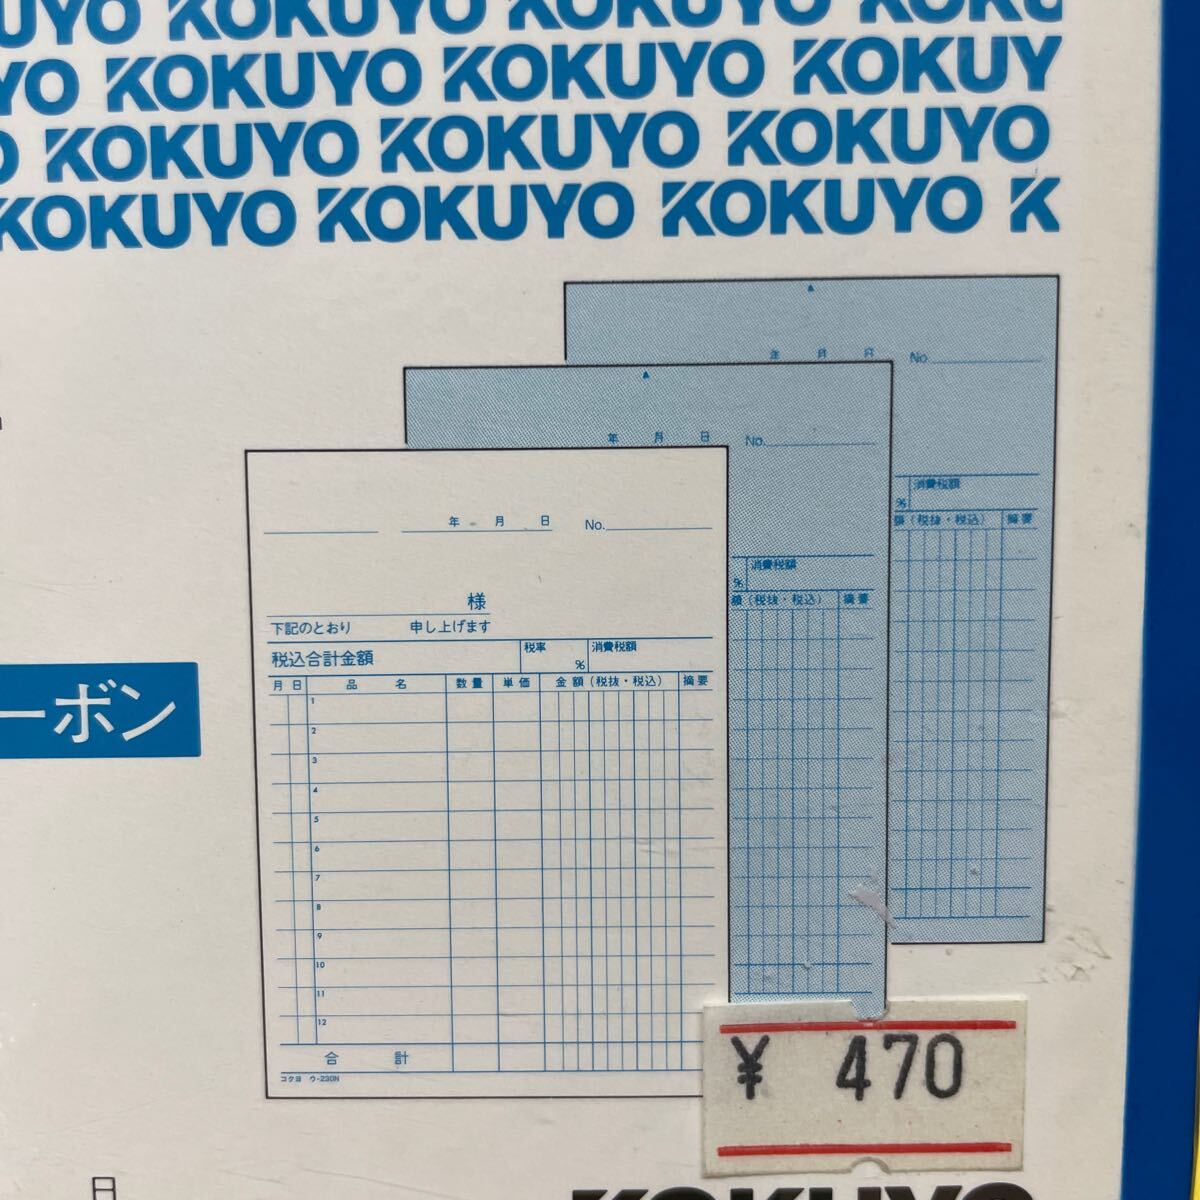 UYO KOKUYO KOKUYO KOKU
YO KOKUYO KOKUYO KOKUY
O KOKUYO KOKUYO KOKUYO
KOKUYO KOKUYO KOKUYO K
年 月 日 No.
年 月 日 No.
消費税額
%
額(税抜・税込) 摘要
消費税額
%
額(税抜・税込) 摘要
年 月 日 No.
様
下記のとおり 申し上げます
税込合計金額 税率 % 消費税額
月 日 品 名 数量 単価 金額(税抜・税込) 摘要
1
2
3
4
5
6
7
8
9
10
11
12
合 計
コクヨ ウ-230N
ーボン
¥ 470
日
KOKUYO